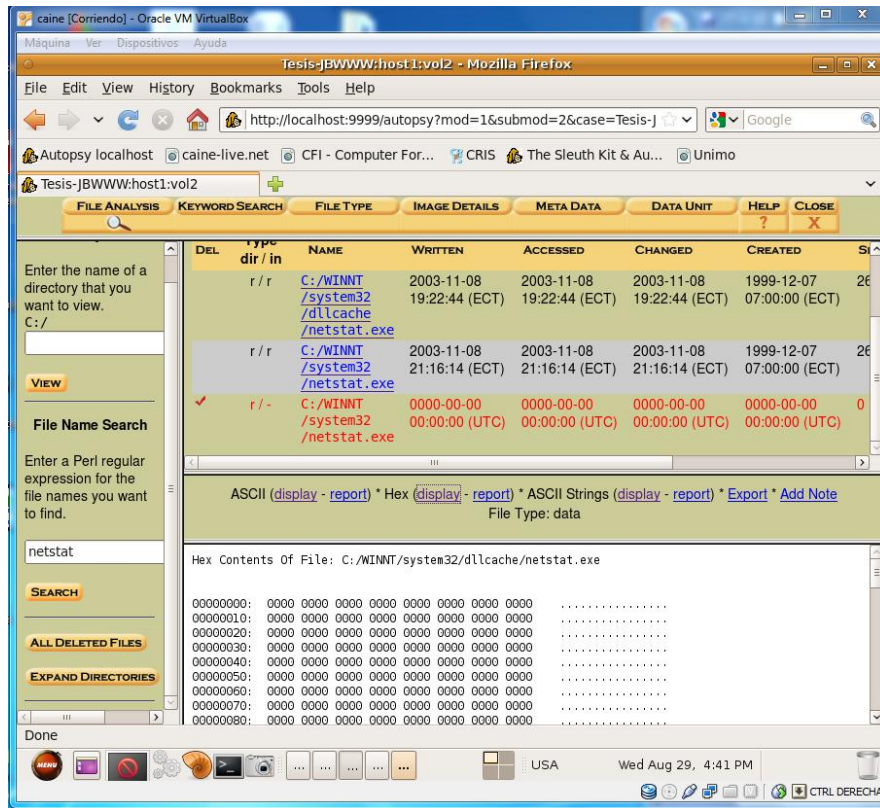 caine [Corriendo] - Oracle VM VirtualBox
Máquina Ver Dispositivos Ayuda
Tesis-JBWWW:host1:vol2 - Mozilla Firefox
File Edit View History Bookmarks Tools Help
http://localhost:9999/autopsy?mod=1&submod=2&case=Tesis-J
Google
Autopsy localhost caine-live.net CFI - Computer For... CRIS The Sleuth Kit & Au... Unimo
Tesis-JBWWW:host1:vol2
FILE ANALYSIS KEYWORD SEARCH FILE TYPE IMAGE DETAILS META DATA DATA UNIT HELP CLOSE
? X
Enter the name of a
directory that you
want to view.
C:/
VIEW
File Name Search
Enter a Perl regular
expression for the
file names you want
to find.
netstat
SEARCH
ALL DELETED FILES
EXPAND DIRECTORIES
DEL Type NAME WRITTEN ACCESSED CHANGED CREATED
dir / in
r / r C:/WINNT 2003-11-08 2003-11-08 2003-11-08 1999-12-07 26
/system32 19:22:44 (ECT) 19:22:44 (ECT) 19:22:44 (ECT) 07:00:00 (ECT)
/dllcache
/netstat.exe
r / r C:/WINNT 2003-11-08 2003-11-08 2003-11-08 1999-12-07 26
/system32 21:16:14 (ECT) 21:16:14 (ECT) 21:16:14 (ECT) 07:00:00 (ECT)
/netstat.exe
r / - C:/WINNT 0000-00-00 0000-00-00 0000-00-00 0000-00-00 0
/system32 00:00:00 (UTC) 00:00:00 (UTC) 00:00:00 (UTC) 00:00:00 (UTC)
/netstat.exe
ASCII (display - report) * Hex (display - report) * ASCII Strings (display - report) * Export * Add Note
File Type: data
Hex Contents Of File: C:/WINNT/system32/dllcache/netstat.exe
00000000: 0000 0000 0000 0000 0000 0000 0000 0000 ................
00000010: 0000 0000 0000 0000 0000 0000 0000 0000 ................
00000020: 0000 0000 0000 0000 0000 0000 0000 0000 ................
00000030: 0000 0000 0000 0000 0000 0000 0000 0000 ................
00000040: 0000 0000 0000 0000 0000 0000 0000 0000 ................
00000050: 0000 0000 0000 0000 0000 0000 0000 0000 ................
00000060: 0000 0000 0000 0000 0000 0000 0000 0000 ................
00000070: 0000 0000 0000 0000 0000 0000 0000 0000 ................
00000080: 0000 0000 0000 0000 0000 0000 0000 0000 ................
Done
MENU ... ... ... ... ... USA Wed Aug 29, 4:41 PM
CTRL DERECHA